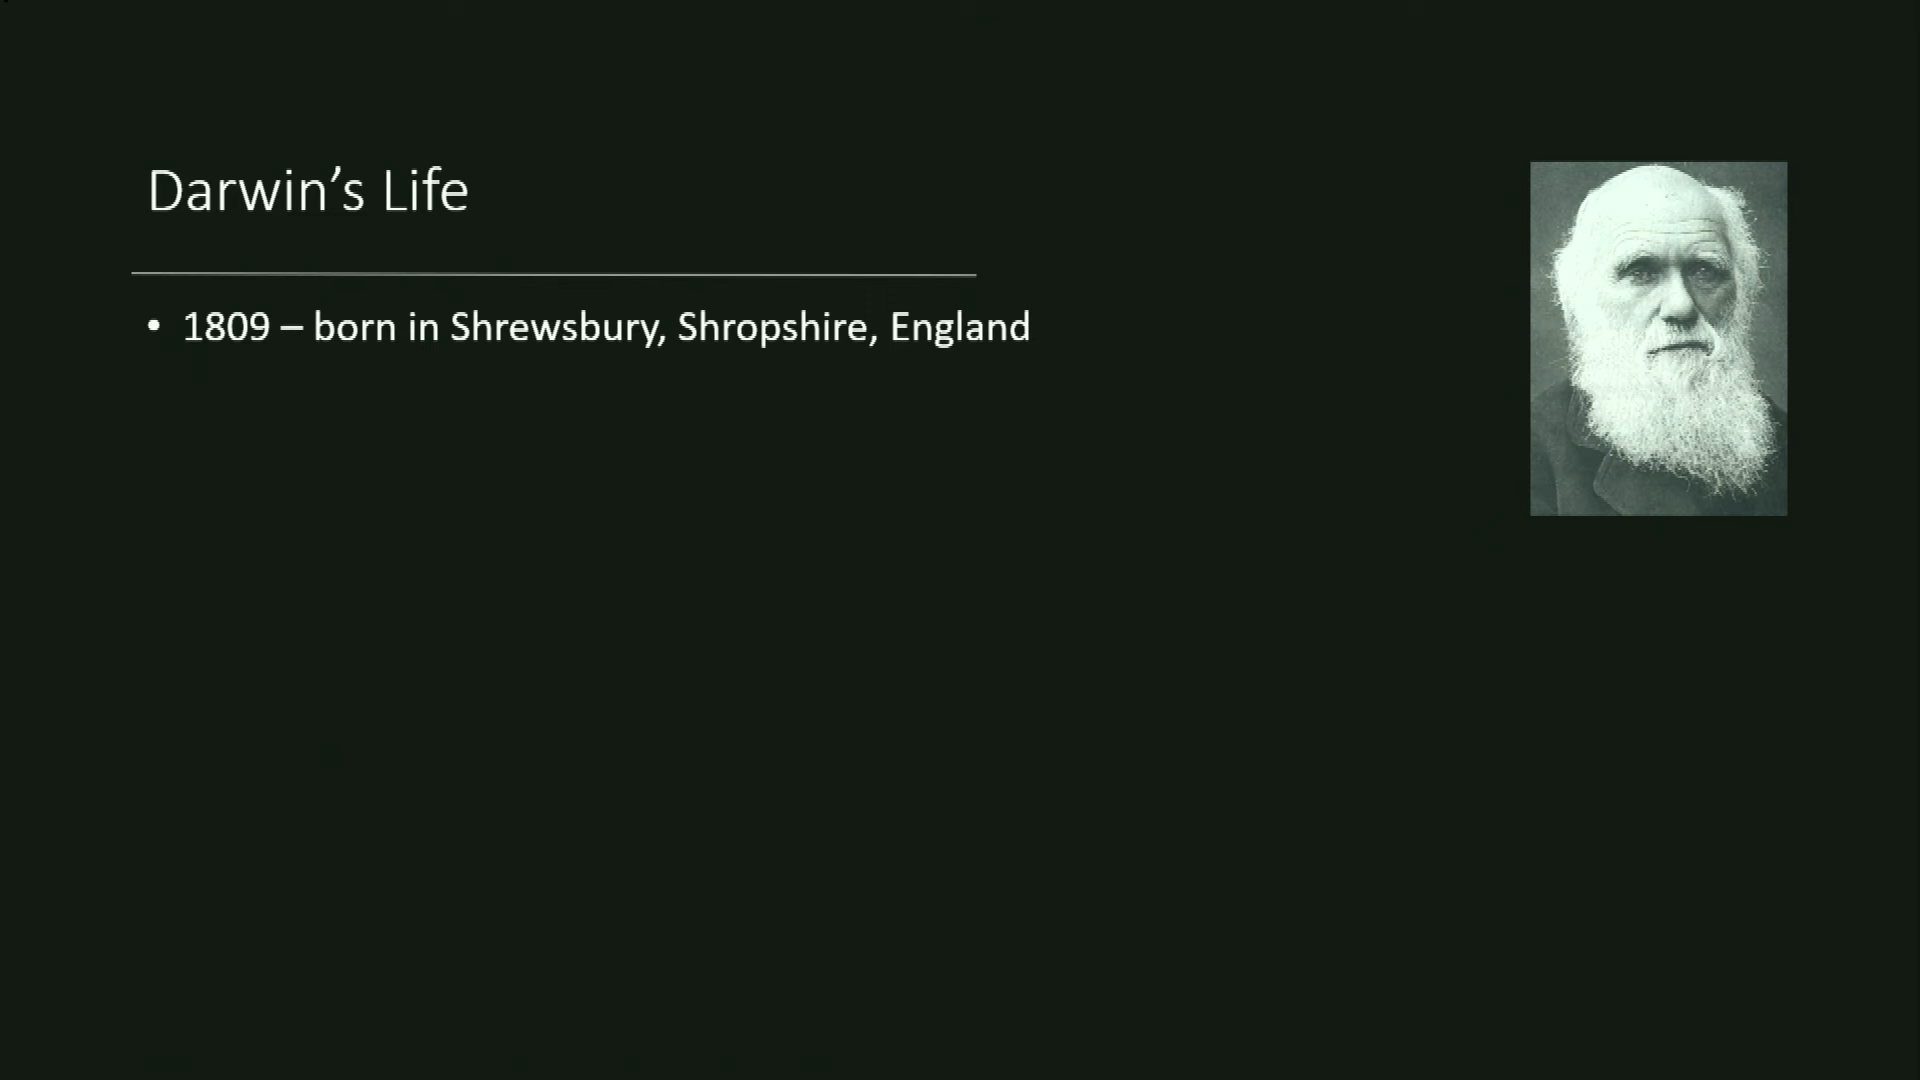 Darwin’s Life
• 1809 – born in Shrewsbury, Shropshire, England